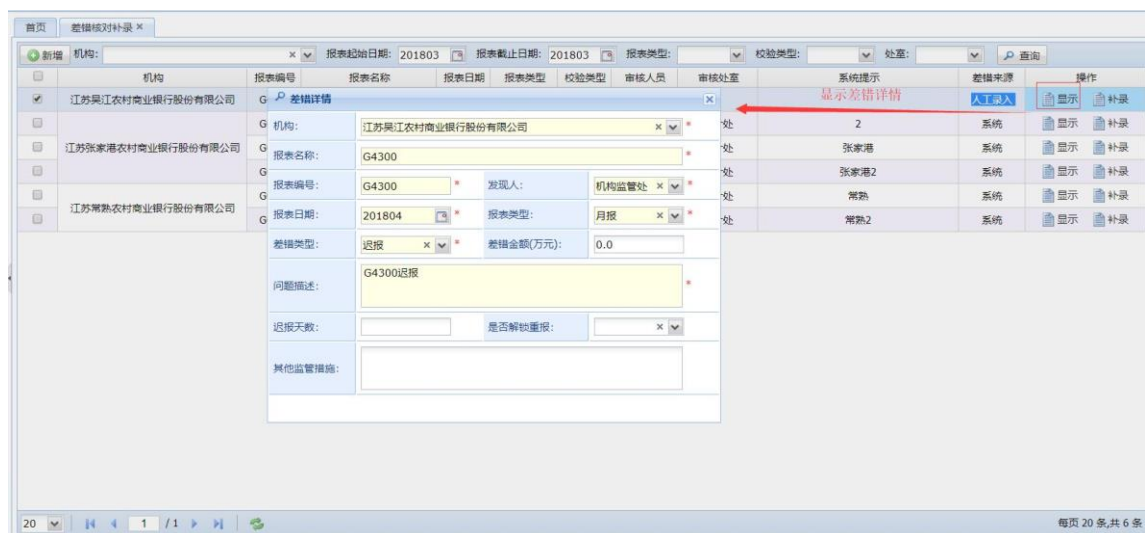 首页 差错核对补录 ×
新增 机构: × 报表起始日期: 201803 报表截止日期: 201803 报表类型: 校验类型: 处室: 查询
机构 报表编号 报表名称 报表日期 报表类型 校验类型 审核人员 审核处室 系统提示 差错来源 操作
江苏吴江农村商业银行股份有限公司 G 差错详情 × 显示差错详情 人工录入 显示 补录
G 机构: 江苏吴江农村商业银行股份有限公司 × * 处 2 系统 显示 补录
江苏张家港农村商业银行股份有限公司 G 报表名称: G4300 * 处 张家港 系统 显示 补录
G 处 张家港2 系统 显示 补录
报表编号: G4300 * 发现人: 机构监管处 × *
江苏常熟农村商业银行股份有限公司 G 常熟 系统 显示 补录
G 报表日期: 201804 * 报表类型: 月报 × * 处 常熟2 系统 显示 补录
差错类型: 迟报 × * 差错金额(万元): 0.0
问题描述: G4300迟报 *
迟报天数: 是否解锁重报: ×
其他监管措施:
20 1 /1 每页 20 条,共 6 条